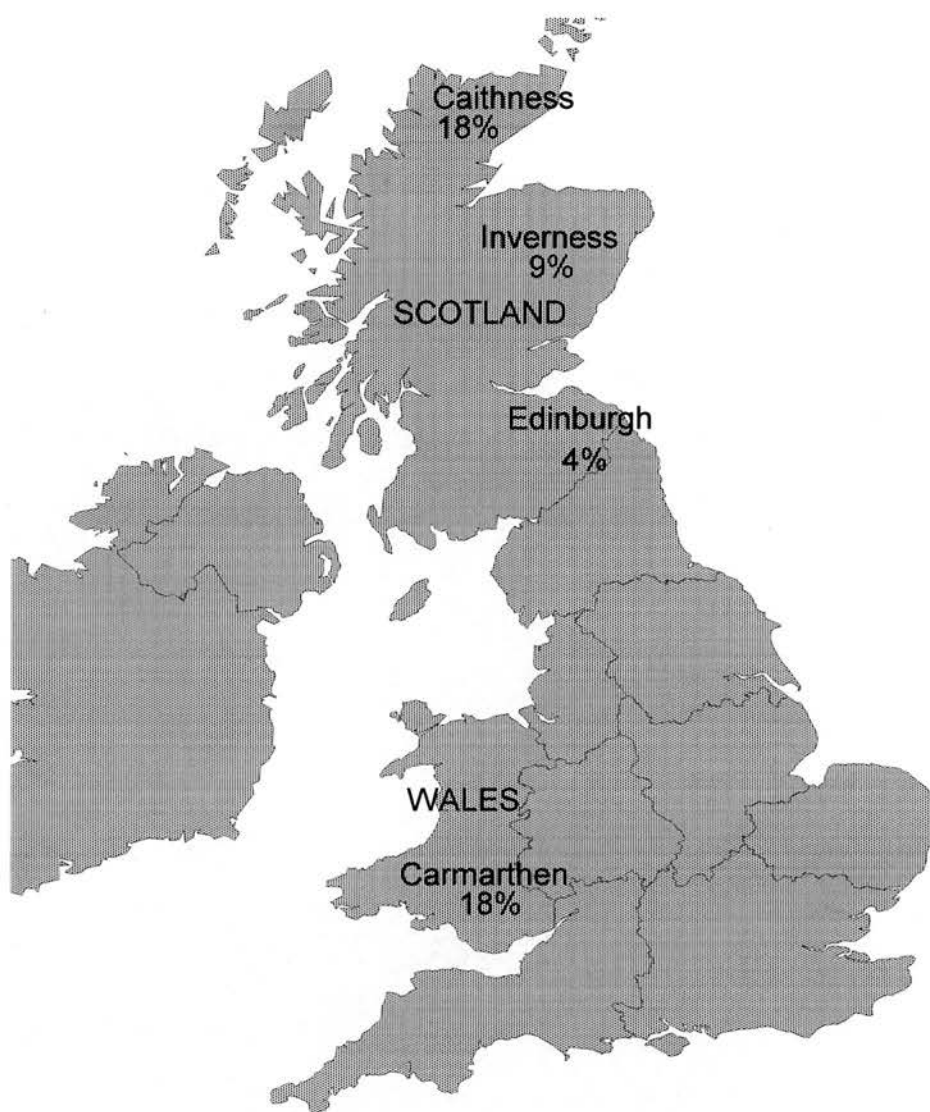 Caithness
18%
Inverness
9%
SCOTLAND
Edinburgh
4%
WALES
Carmarthen
18%